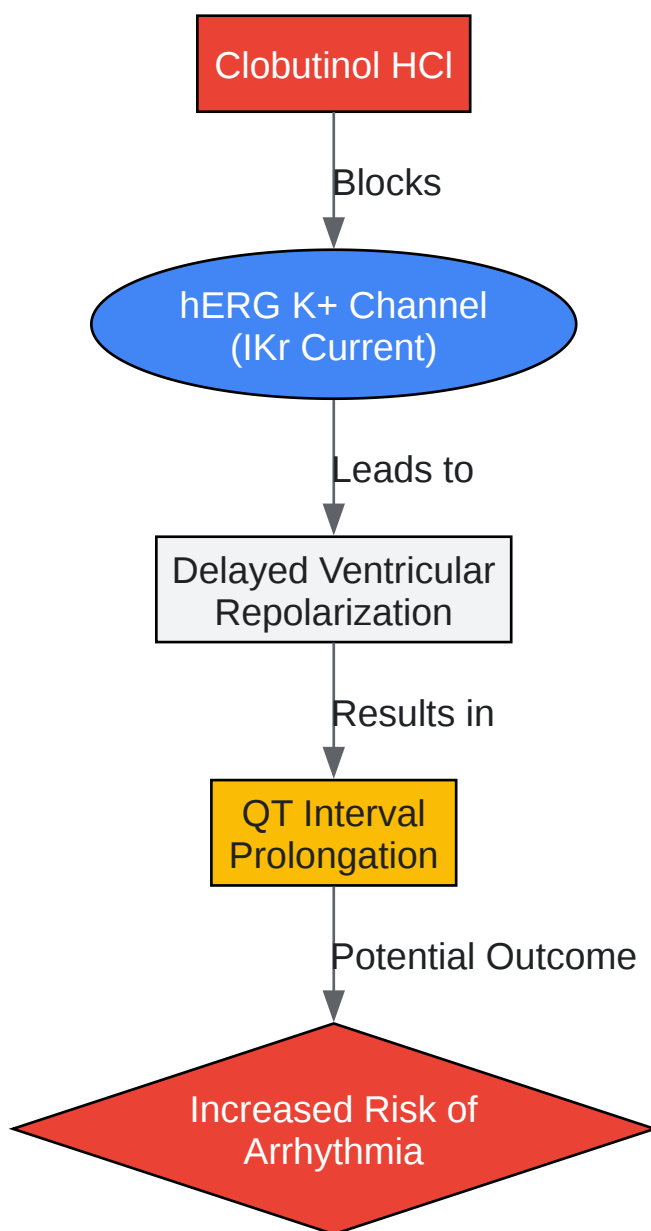 Clobutinol HCl
Blocks
hERG K+ Channel
(IKr Current)
Leads to
Delayed Ventricular
Repolarization
Results in
QT Interval
Prolongation
Potential Outcome
Increased Risk of
Arrhythmia